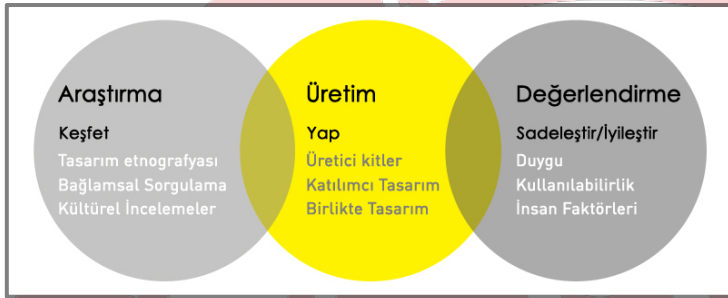 Araştırma
Keşfet
Tasarım etnografyası
Bağlamsal Sorgulama
Kültürel İncelemeler
Üretim
Yap
Üretici kitler
Katılımcı Tasarım
Birlikte Tasarım
Değerlendirme
Sadeleştir/İyileştir
Duygu
Kullanılabilirlik
İnsan Faktörleri